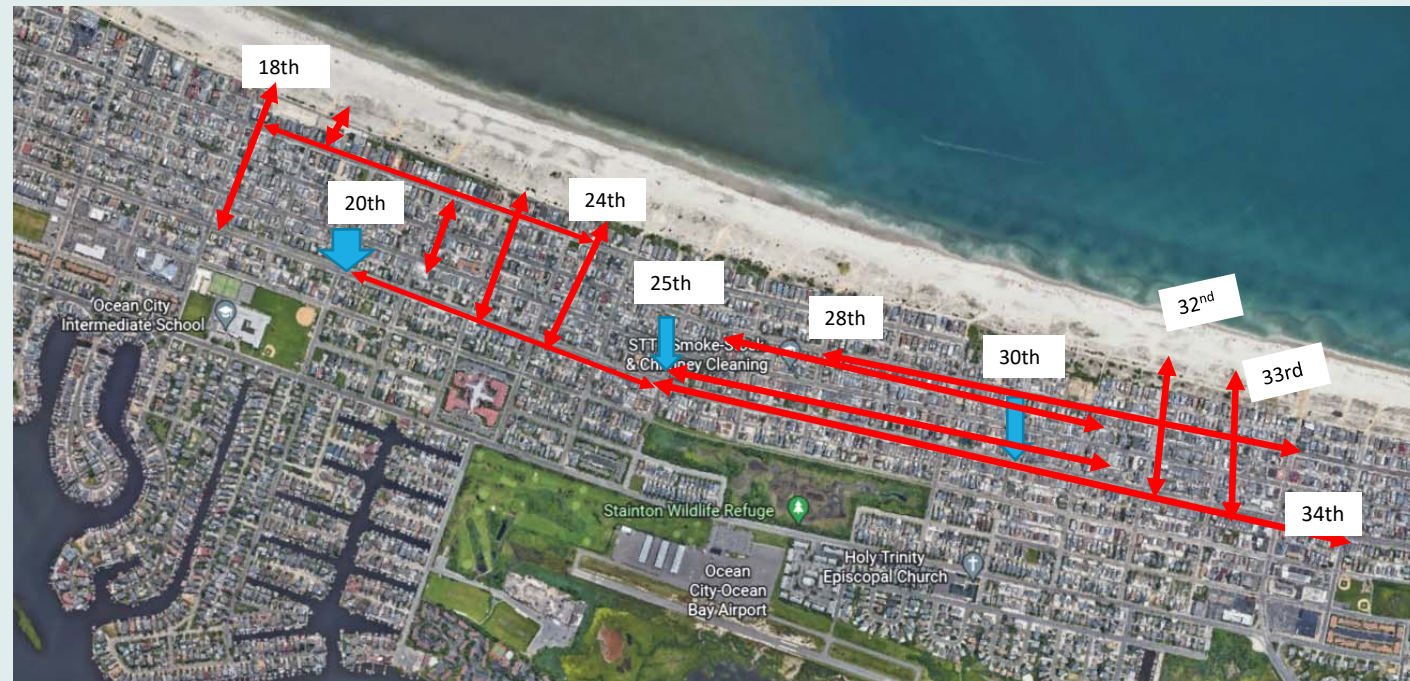 18th
20th
24th
Ocean City
Intermediate School
25th
28th
32nd
STTS Smoke-Stack
& Chimney Cleaning
30th
33rd
34th
Stainton Wildlife Refuge
Holy Trinity
Episcopal Church
Ocean
City-Ocean
Bay Airport